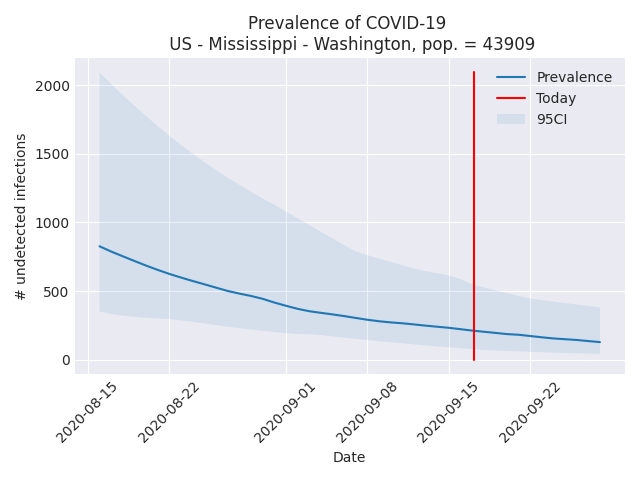 Prevalence of COVID-19
US - Mississippi - Washington, pop. = 43909
Prevalence
Today
95CI
2000
1500
1000
500
0
# undetected infections
2020-08-15
2020-08-22
2020-09-01
2020-09-08
2020-09-15
2020-09-22
Date